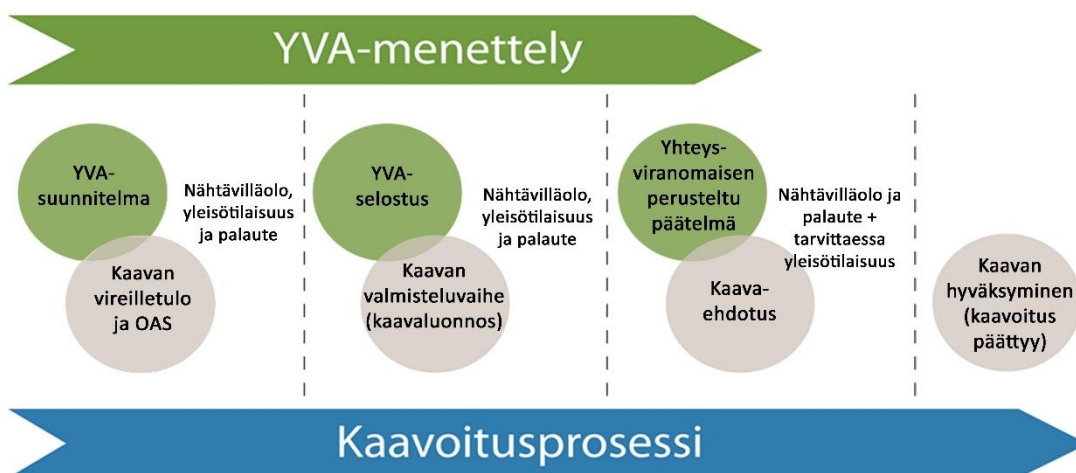 YVA-menettely
YVA-
suunnitelma
Nähtävilläolo,
yleisötilaisuus
ja palaute
Kaavan
vireilletulo
ja OAS
YVA-
selostus
Nähtävilläolo,
yleisötilaisuus
ja palaute
Kaavan
valmisteluvaihe
(kaavaluonnos)
Yhteys-
viranomaisen
perusteltu
päätelmä
Nähtävilläolo ja
palaute +
tarvittaessa
yleisötilaisuus
Kaava-
ehdotus
Kaavan
hyväksyminen
(kaavoitus
päättyy)
Kaavoitusprosessi